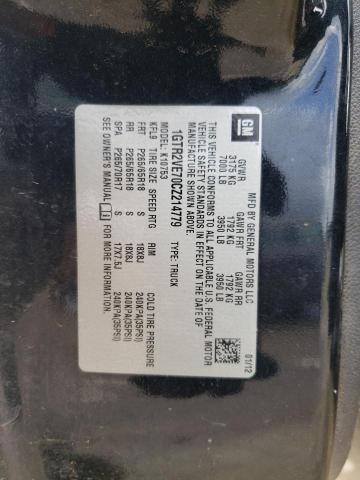 GM
MFD BY GENERAL MOTORS LLC 01/12
GVWR GAWR FRT GAWR RR
3175 KG 1792 KG 1792 KG
7000 LB 3950 LB 3950 LB
THIS VEHICLE CONFORMS TO ALL APPLICABLE U.S. FEDERAL MOTOR
VEHICLE SAFETY STANDARDS IN EFFECT ON THE DATE OF
MANUFACTURE SHOWN ABOVE.
1GTR2VE70CZ214779 TYPE: TRUCK
MODEL: K10753
KPL9 TIRE SIZE SPEED RTG RIM COLD TIRE PRESSURE
FRT P265/65R18 S 18X8J 240KPA(35PSI)
RR P265/65R18 S 18X8J 240KPA(35PSI)
SPA P265/70R17 S 17X7.5J 240KPA(35PSI)
SEE OWNER'S MANUAL FOR MORE INFORMATION.